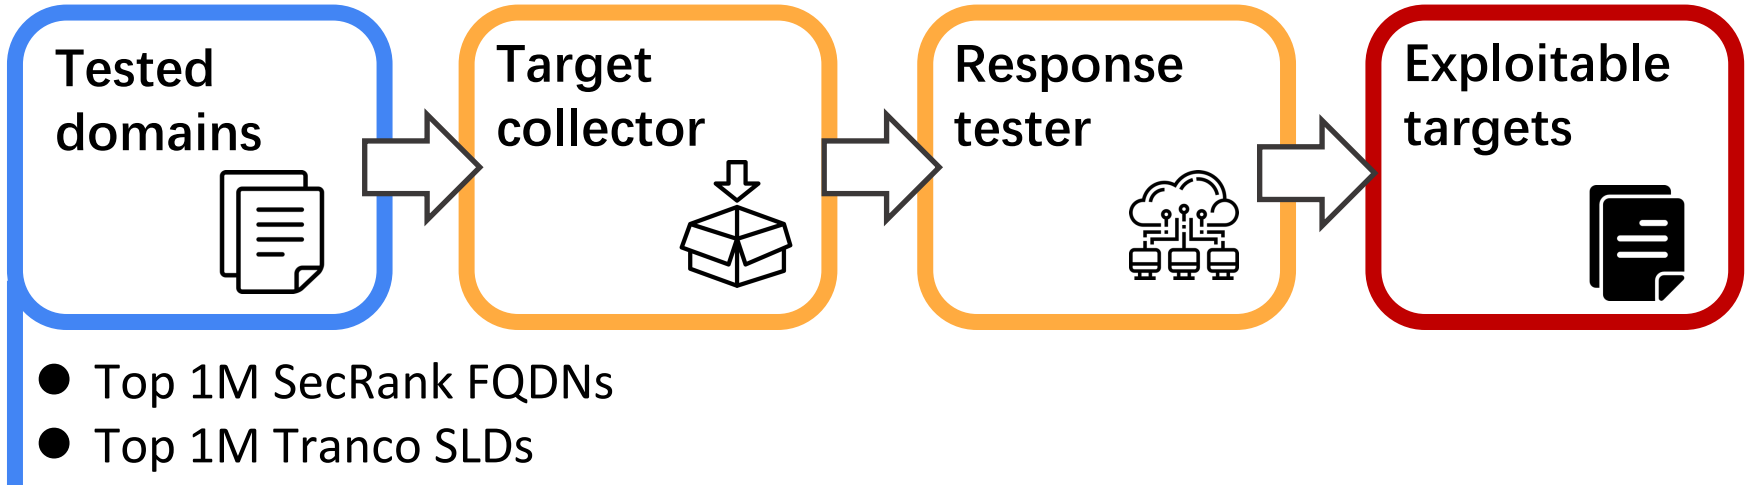 Tested
domains
Target
collector
Response
tester
Exploitable
targets
Top 1M SecRank FQDNs
Top 1M Tranco SLDs